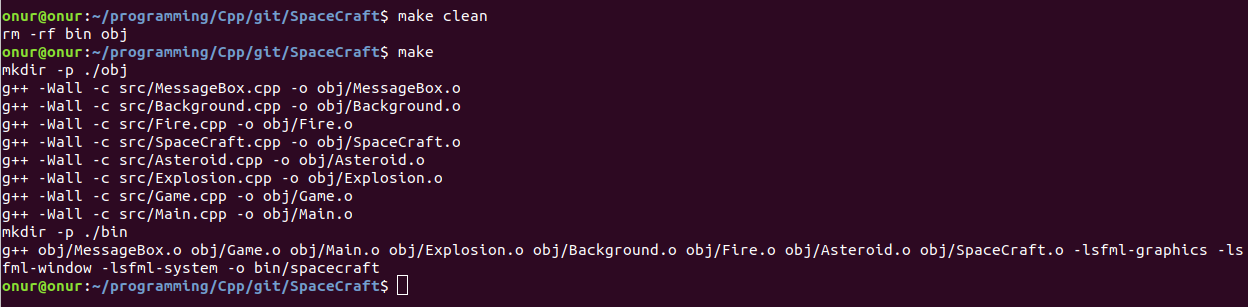 onur@onur:~/programming/Cpp/git/SpaceCraft$ make clean
rm -rf bin obj
onur@onur:~/programming/Cpp/git/SpaceCraft$ make
mkdir -p ./obj
g++ -Wall -c src/MessageBox.cpp -o obj/MessageBox.o
g++ -Wall -c src/Background.cpp -o obj/Background.o
g++ -Wall -c src/Fire.cpp -o obj/Fire.o
g++ -Wall -c src/SpaceCraft.cpp -o obj/SpaceCraft.o
g++ -Wall -c src/Asteroid.cpp -o obj/Asteroid.o
g++ -Wall -c src/Explosion.cpp -o obj/Explosion.o
g++ -Wall -c src/Game.cpp -o obj/Game.o
g++ -Wall -c src/Main.cpp -o obj/Main.o
mkdir -p ./bin
g++ obj/MessageBox.o obj/Game.o obj/Main.o obj/Explosion.o obj/Background.o obj/Fire.o obj/Asteroid.o obj/SpaceCraft.o -lsfml-graphics -ls
fml-window -lsfml-system -o bin/spacecraft
onur@onur:~/programming/Cpp/git/SpaceCraft$